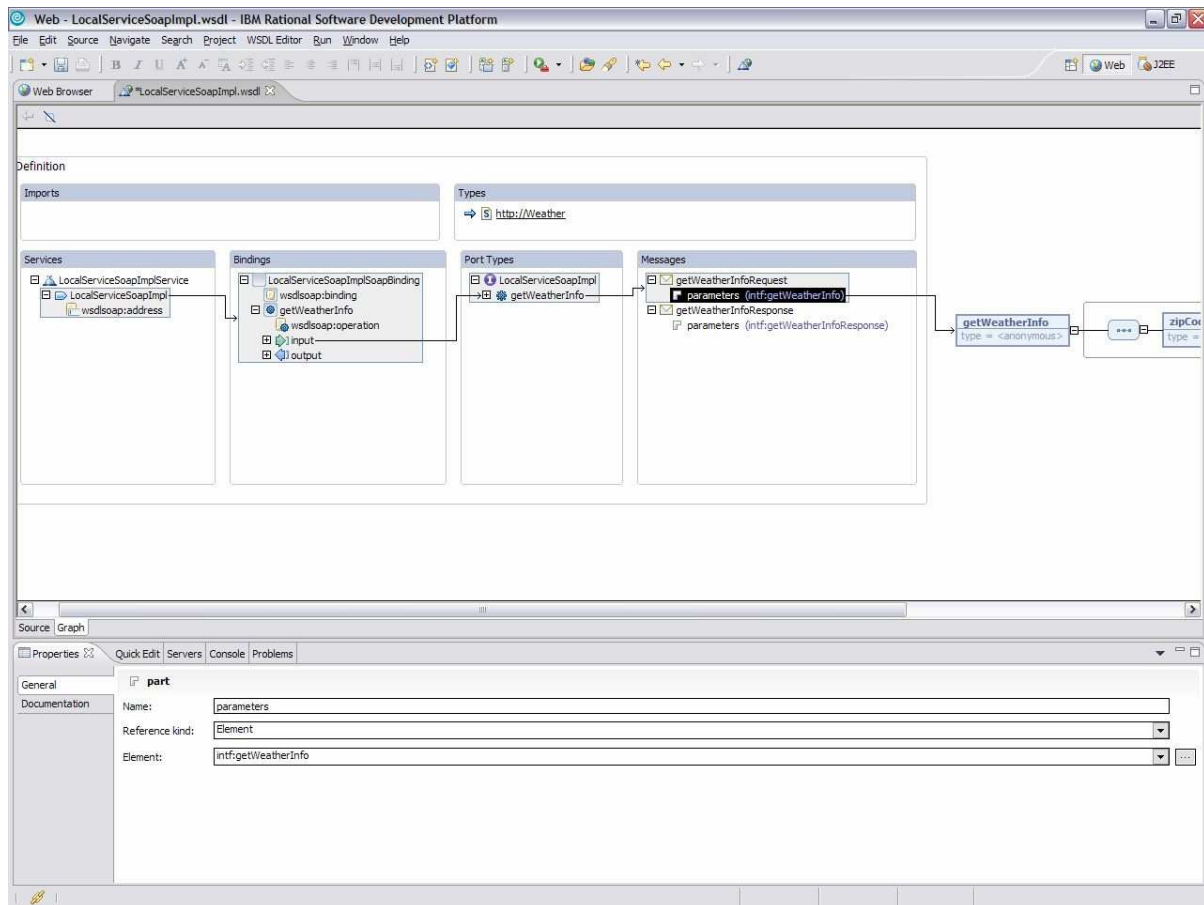 Web - LocalServiceSoapImpl.wsdl - IBM Rational Software Development Platform
File Edit Source Navigate Search Project WSDL Editor Run Window Help
B I U A A
Web J2EE
Web Browser *LocalServiceSoapImpl.wsdl
Definition
Imports
Types
S http://Weather
Services
LocalServiceSoapImplService
LocalServiceSoapImpl
wsdlsoap:address
Bindings
LocalServiceSoapImplSoapBinding
wsdlsoap:binding
getWeatherInfo
wsdlsoap:operation
input
output
Port Types
LocalServiceSoapImpl
getWeatherInfo
Messages
getWeatherInfoRequest
parameters (intf:getWeatherInfo)
getWeatherInfoResponse
parameters (intf:getWeatherInfoResponse)
getWeatherInfo
type = <anonymous>
zipCo
type =
Source Graph
Properties Quick Edit Servers Console Problems
General
Documentation
part
Name: parameters
Reference kind: Element
Element: intf:getWeatherInfo
...